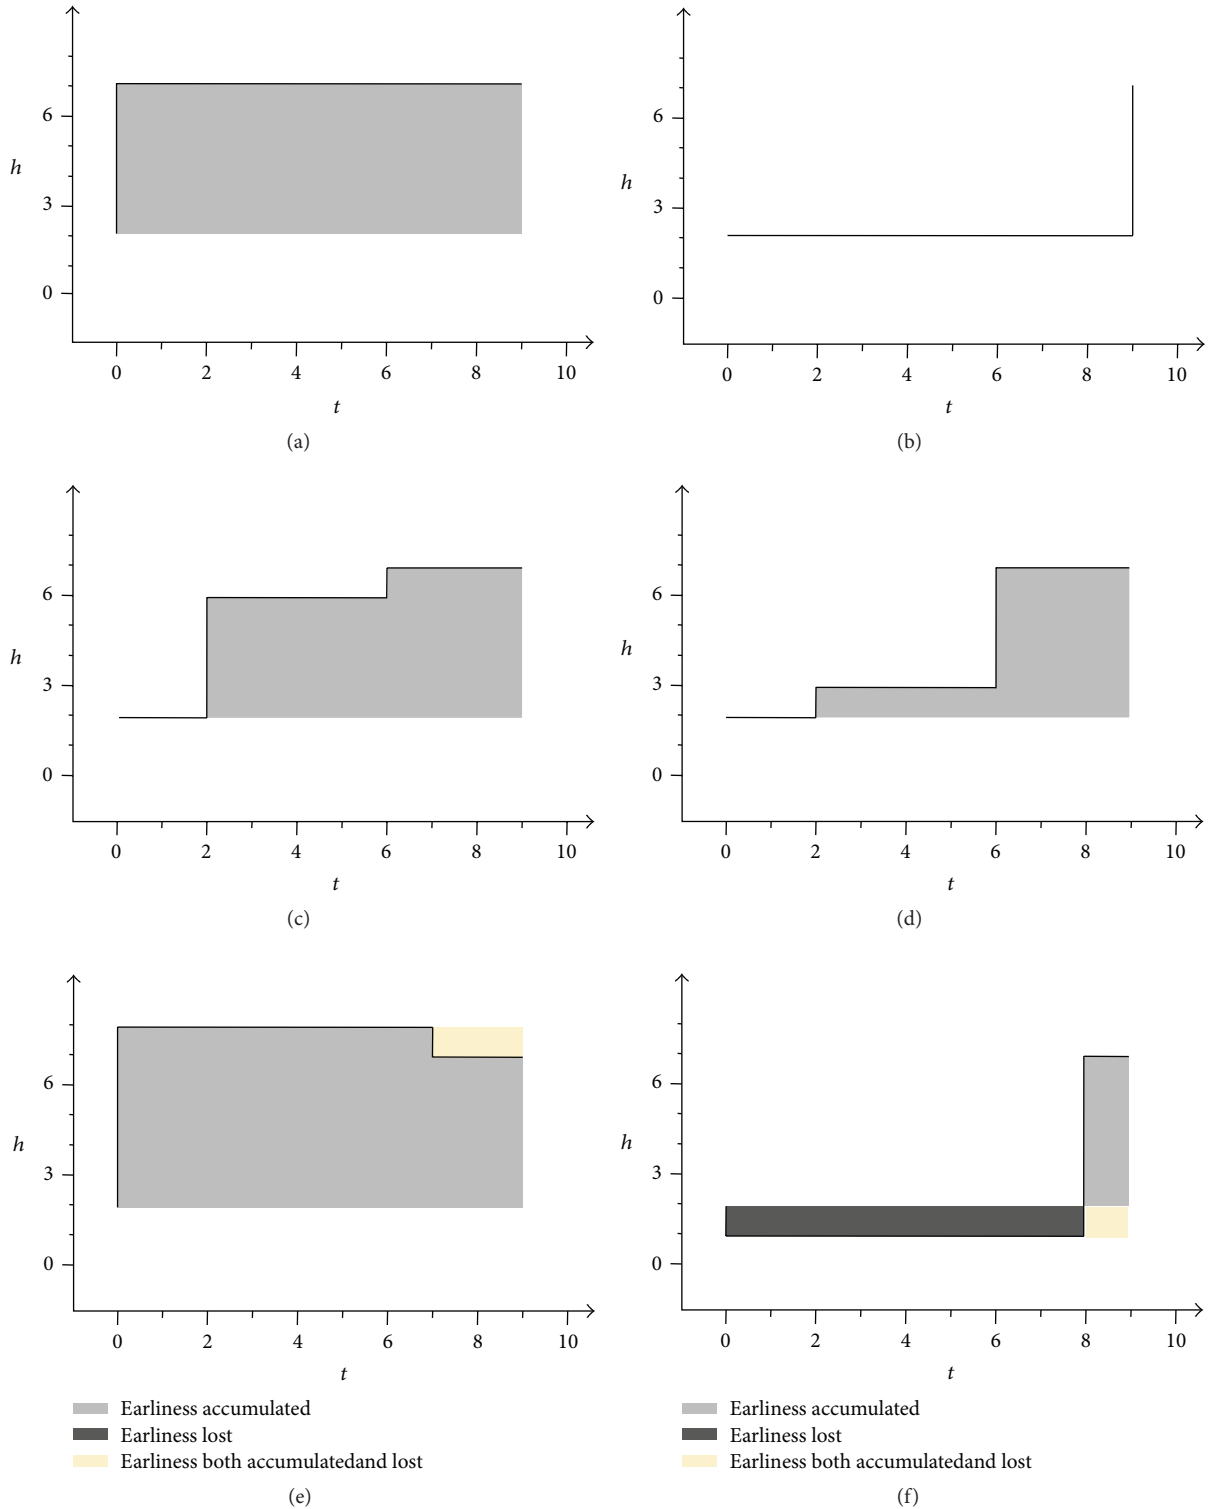 6
3
0
h
0 2 4 6 8 10
t
(a)
6
3
0
h
0 2 4 6 8 10
t
(b)
6
3
0
h
0 2 4 6 8 10
t
(c)
6
3
0
h
0 2 4 6 8 10
t
(d)
6
3
0
h
0 2 4 6 8 10
t
Earliness accumulated
Earliness lost
Earliness both accumulatedand lost
(e)
6
3
0
h
0 2 4 6 8 10
t
Earliness accumulated
Earliness lost
Earliness both accumulatedand lost
(f)